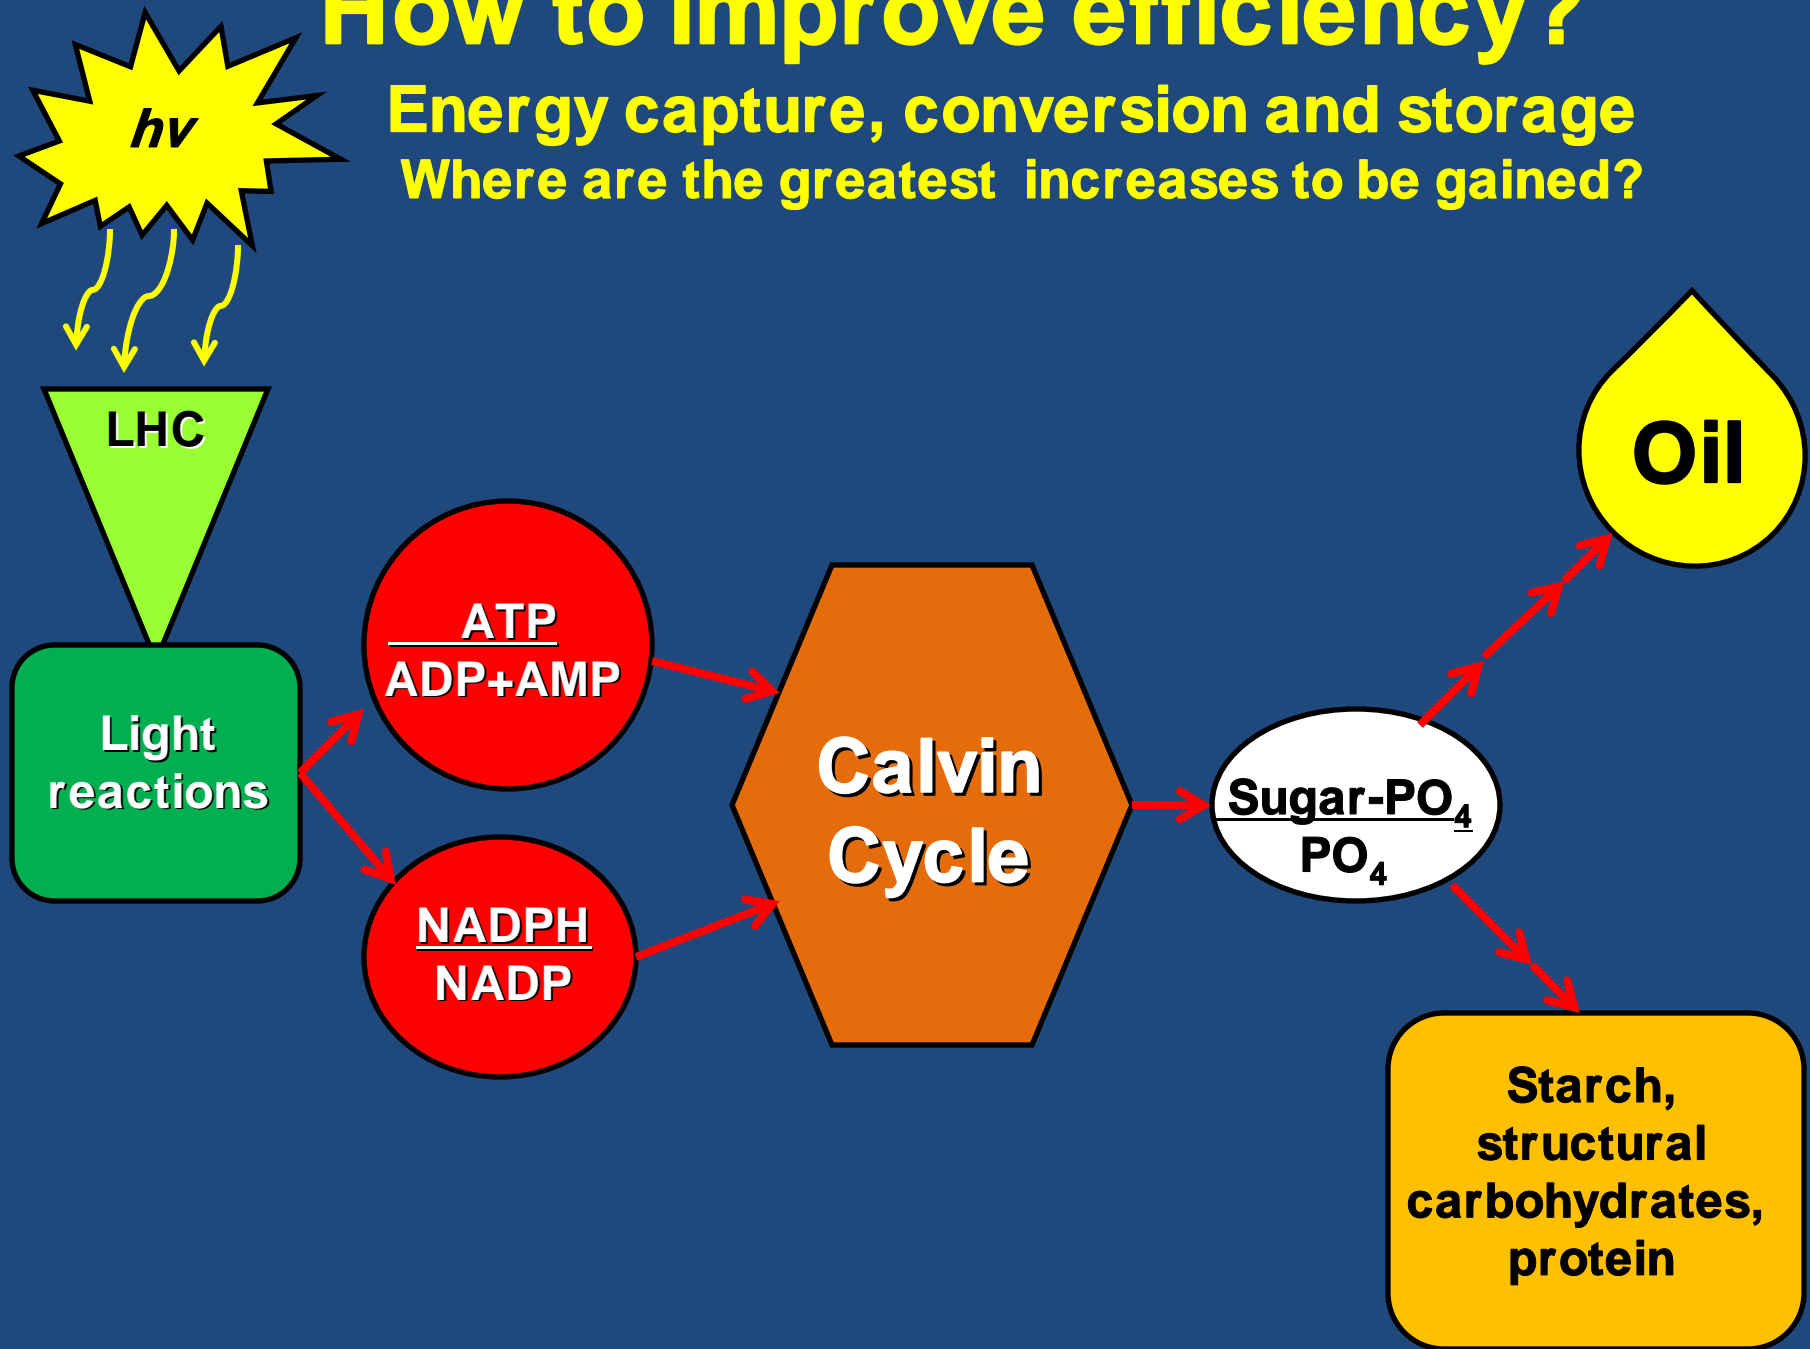 How to improve efficiency?
Energy capture, conversion and storage
Where are the greatest increases to be gained?
hv
LHC
Light
reactions
ATP
ADP+AMP
NADPH
NADP
Calvin
Cycle
Sugar-PO₄
PO₄
Oil
Starch,
structural
carbohydrates,
protein